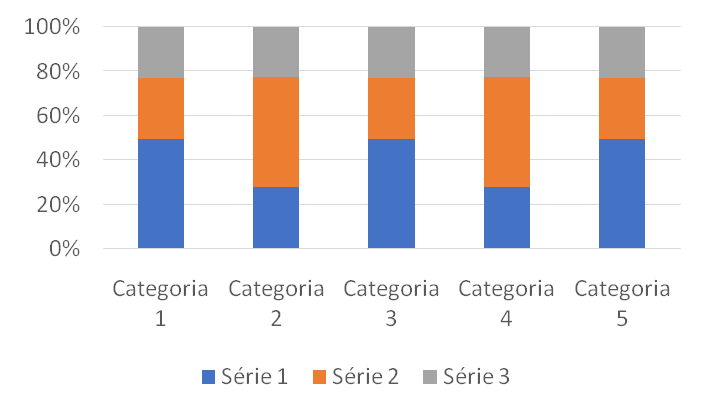 100%
80%
60%
40%
20%
0%
Categoria 1
Categoria 2
Categoria 3
Categoria 4
Categoria 5
Série 1
Série 2
Série 3